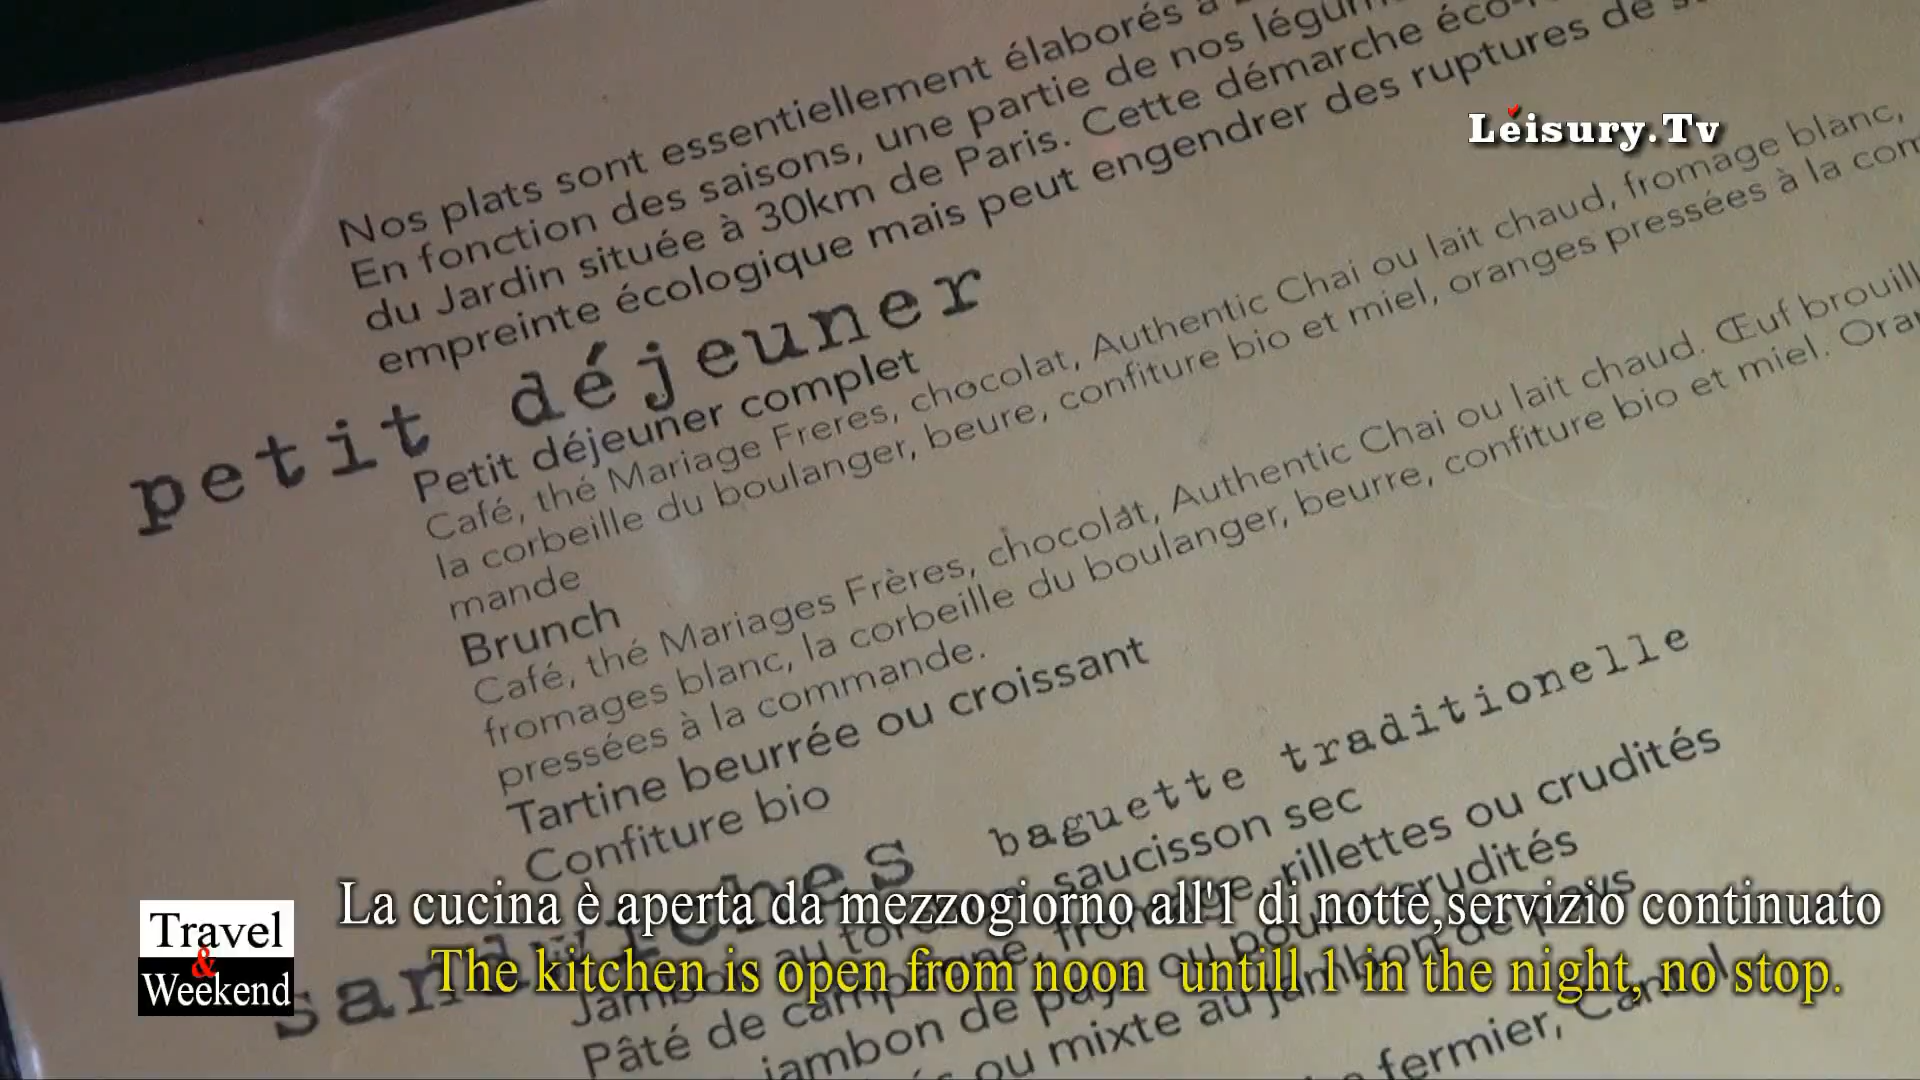 Nos plats sont essentiellement élaborés à
En fonction des saisons, une partie de nos
du Jardin située à 30km de Paris. Cette démarche
empreinte écologique mais peut engendrer des ruptures de
Léisury.Tv
petit déjeuner
Petit déjeuner complet
Café, thé Mariage Freres, chocolat, Authentic Chai ou lait chaud, fromage blanc,
la corbeille du boulanger, beure, confiture bio et miel, oranges pressées à la com
mande
Brunch
Café, thé Mariages Frères, chocolat, Authentic Chai ou lait chaud. Œuf brouill
fromages blanc, la corbeille du boulanger, beurre, confiture bio et miel. Ora
pressées à la commande.
Tartine beurrée ou croissant
Confiture bio
baguette traditionelle
saucisson sec
rillettes ou crudités
crudités
Pâté de campagne
jambon de pays
ou mixte au jambon de pays
fermier,
Travel
&
Weekend
La cucina è aperta da mezzogiorno all'1 di notte,servizio continuato
The kitchen is open from noon untill 1 in the night, no stop.